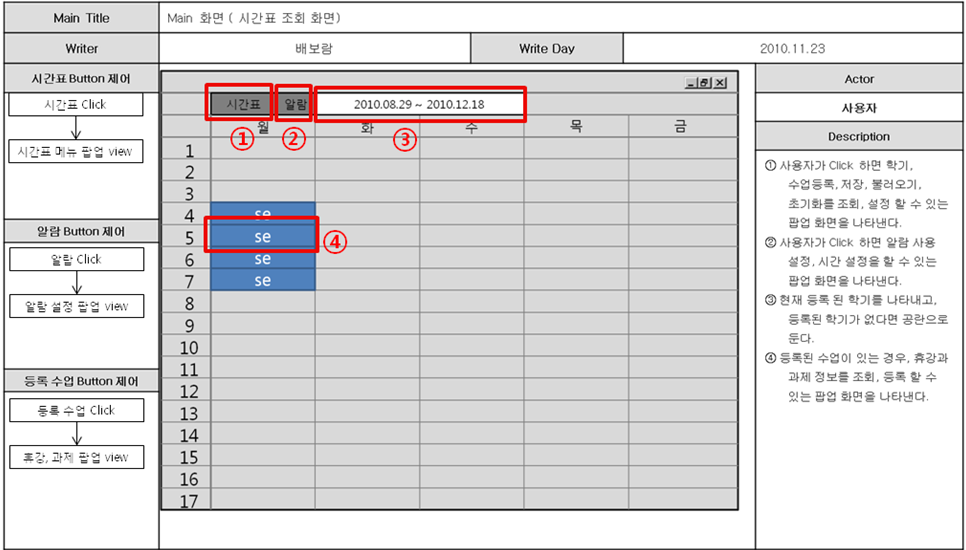 Main Title
Main 화면 ( 시간표 조회 화면)
Writer
배보람
Write Day
2010.11.23
시간표 Button 제어
시간표 Click
시간표 메뉴 팝업 view
알람 Button 제어
알람 Click
알람 설정 팝업 view
등록 수업 Button 제어
등록 수업 Click
휴강, 과제 팝업 view
시간표 알람 2010.08.29 ~ 2010.12.18
① ② ③
월 화 수 목 금
1
2
3
4 se
5 se ④
6 se
7 se
8
9
10
11
12
13
14
15
16
17
Actor
사용자
Description
① 사용자가 Click 하면 학기,
수업등록, 저장, 불러오기,
초기화를 조회, 설정 할 수 있는
팝업 화면을 나타낸다.
② 사용자가 Click 하면 알람 사용
설정, 시간 설정을 할 수 있는
팝업 화면을 나타낸다.
③ 현재 등록 된 학기를 나타내고,
등록된 학기가 없다면 공란으로
둔다.
④ 등록된 수업이 있는 경우, 휴강과
과제 정보를 조회, 등록 할 수
있는 팝업 화면을 나타낸다.